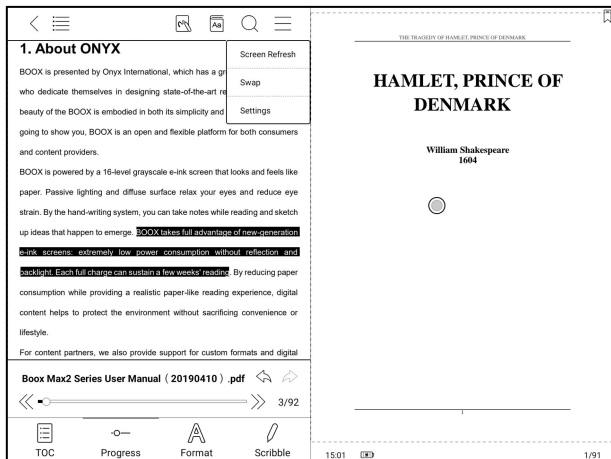 Aa
1. About ONYX
Screen Refresh
Swap
Settings
BOOX is presented by Onyx International, which has a gr
who dedicate themselves in designing state-of-the-art re
beauty of the BOOX is embodied in both its simplicity and
going to show you, BOOX is an open and flexible platform for both consumers
and content providers.
BOOX is powered by a 16-level grayscale e-ink screen that looks and feels like
paper. Passive lighting and diffuse surface relax your eyes and reduce eye
strain. By the hand-writing system, you can take notes while reading and sketch
up ideas that happen to emerge. BOOX takes full advantage of new-generation
e-ink screens: extremely low power consumption without reflection and
backlight. Each full charge can sustain a few weeks' reading. By reducing paper
consumption while providing a realistic paper-like reading experience, digital
content helps to protect the environment without sacrificing convenience or
lifestyle.
For content partners, we also provide support for custom formats and digital
Boox Max2 Series User Manual（20190410）.pdf
3/92
TOC Progress Format Scribble
THE TRAGEDY OF HAMLET, PRINCE OF DENMARK
HAMLET, PRINCE OF
DENMARK
William Shakespeare
1604
1
15:01 1/91